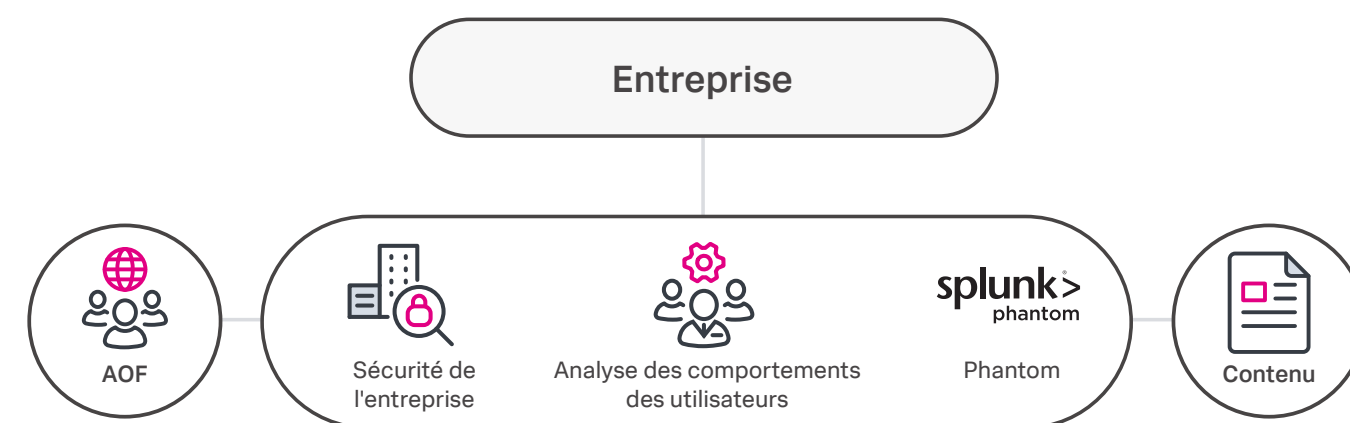 Entreprise
AOF
Sécurité de
l'entreprise
Analyse des comportements
des utilisateurs
splunk>
phantom
Phantom
Contenu